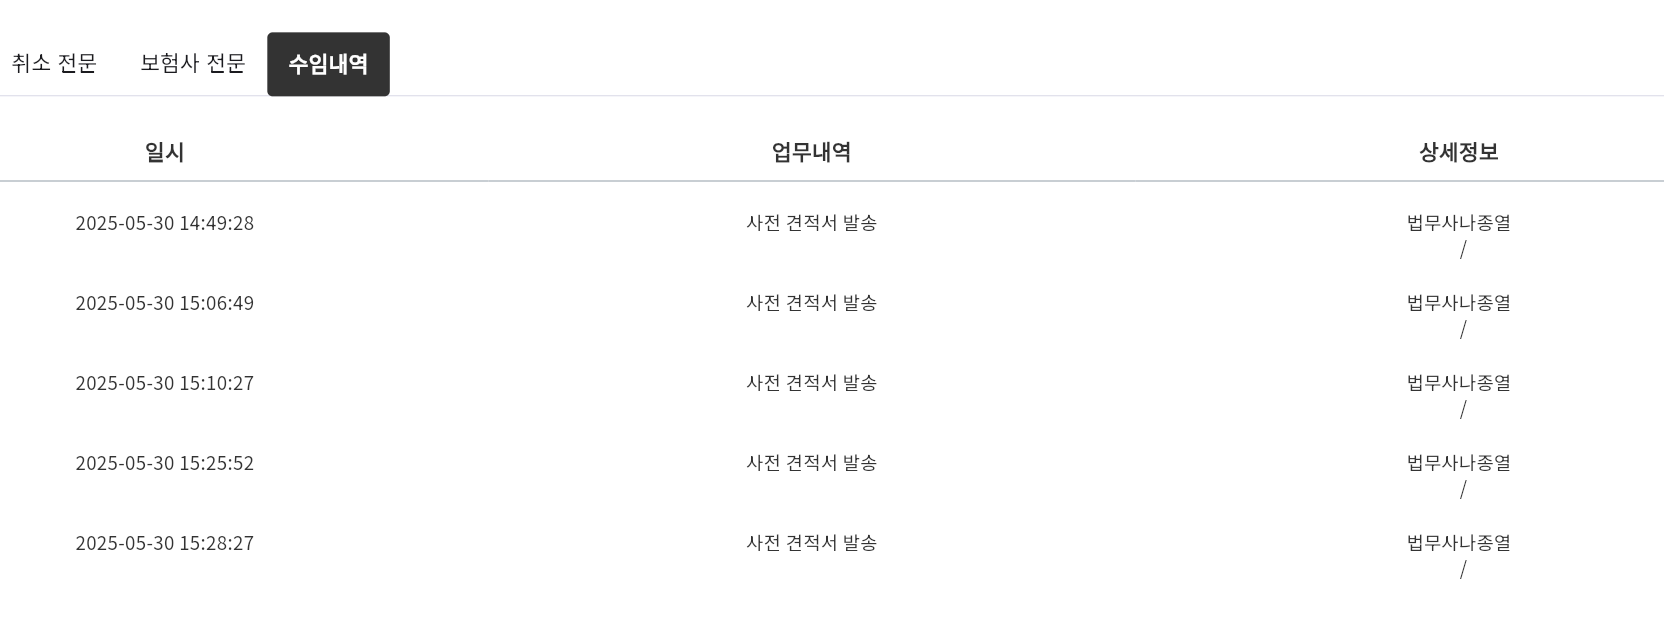 취소 전문 보험사 전문 수임내역
일시 업무내역 상세정보
2025-05-30 14:49:28 사전 견적서 발송 법무사나종열
/
2025-05-30 15:06:49 사전 견적서 발송 법무사나종열
/
2025-05-30 15:10:27 사전 견적서 발송 법무사나종열
/
2025-05-30 15:25:52 사전 견적서 발송 법무사나종열
/
2025-05-30 15:28:27 사전 견적서 발송 법무사나종열
/